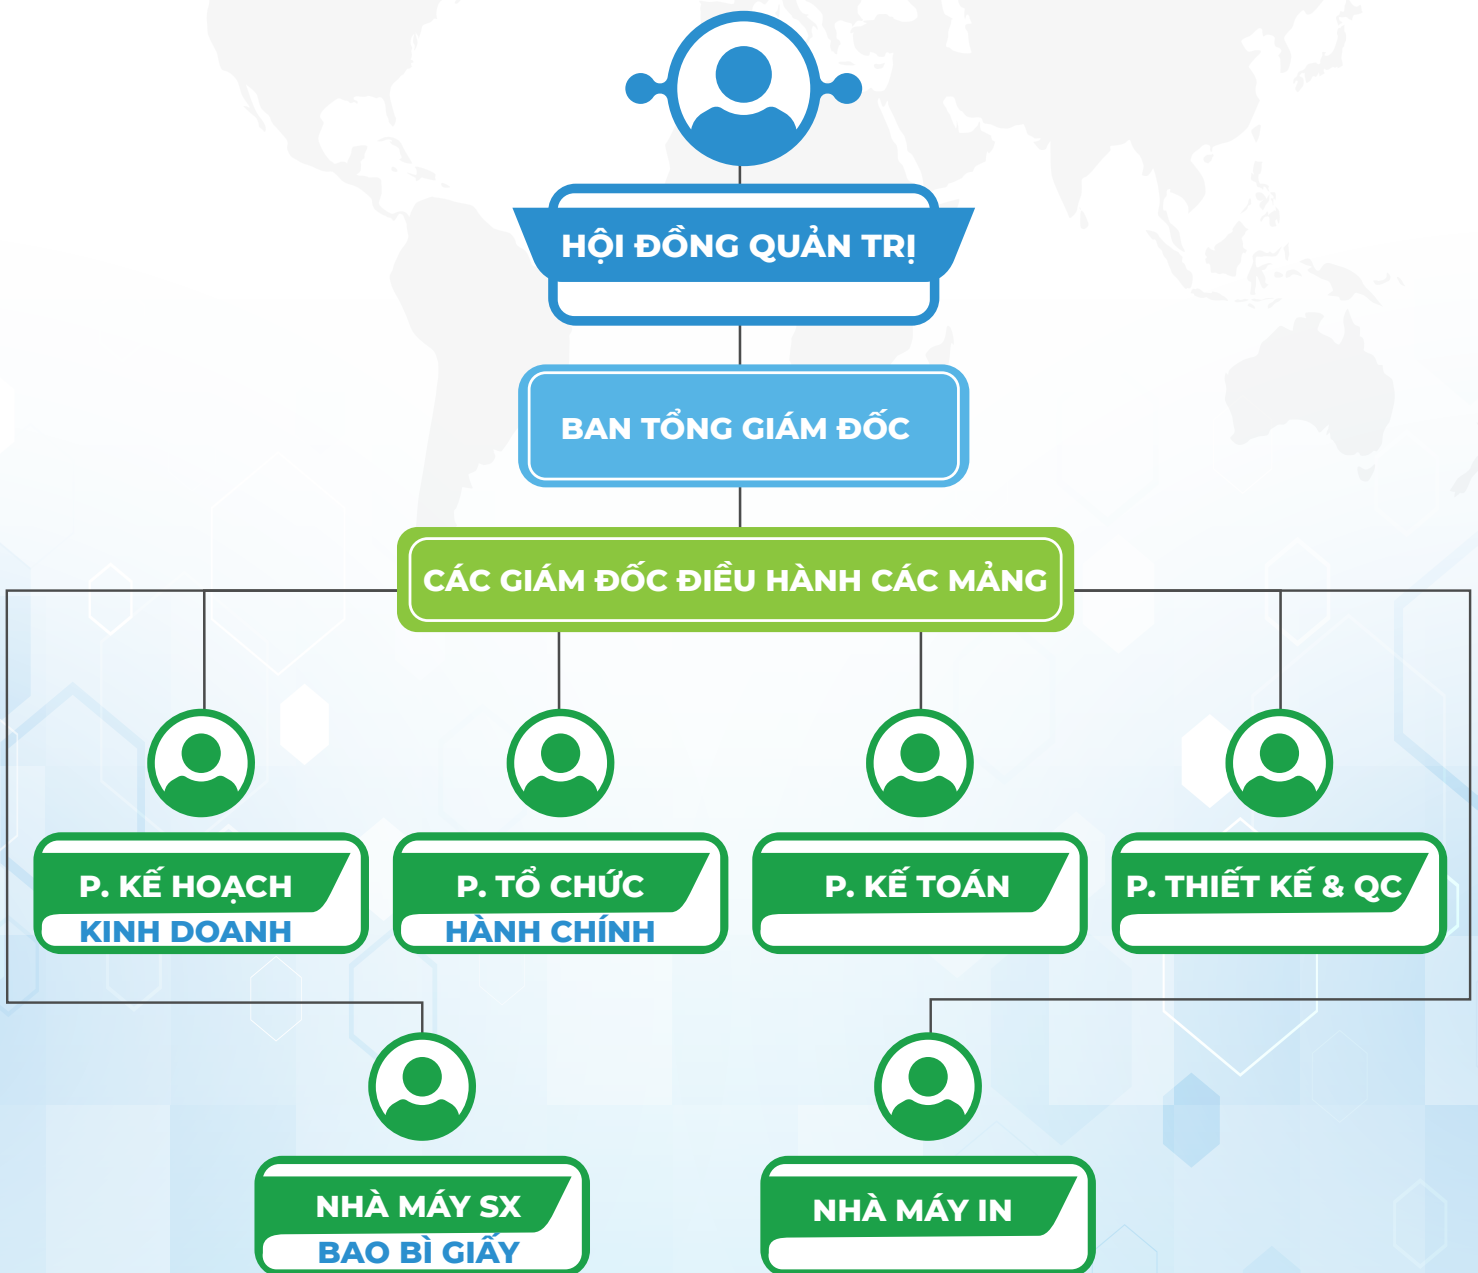 HỘI ĐỒNG QUẢN TRỊ
BAN TỔNG GIÁM ĐỐC
CÁC GIÁM ĐỐC ĐIỀU HÀNH CÁC MẢNG
P. KẾ HOẠCH
KINH DOANH
P. TỔ CHỨC
HÀNH CHÍNH
P. KẾ TOÁN
P. THIẾT KẾ & QC
NHÀ MÁY SX
BAO BÌ GIẤY
NHÀ MÁY IN